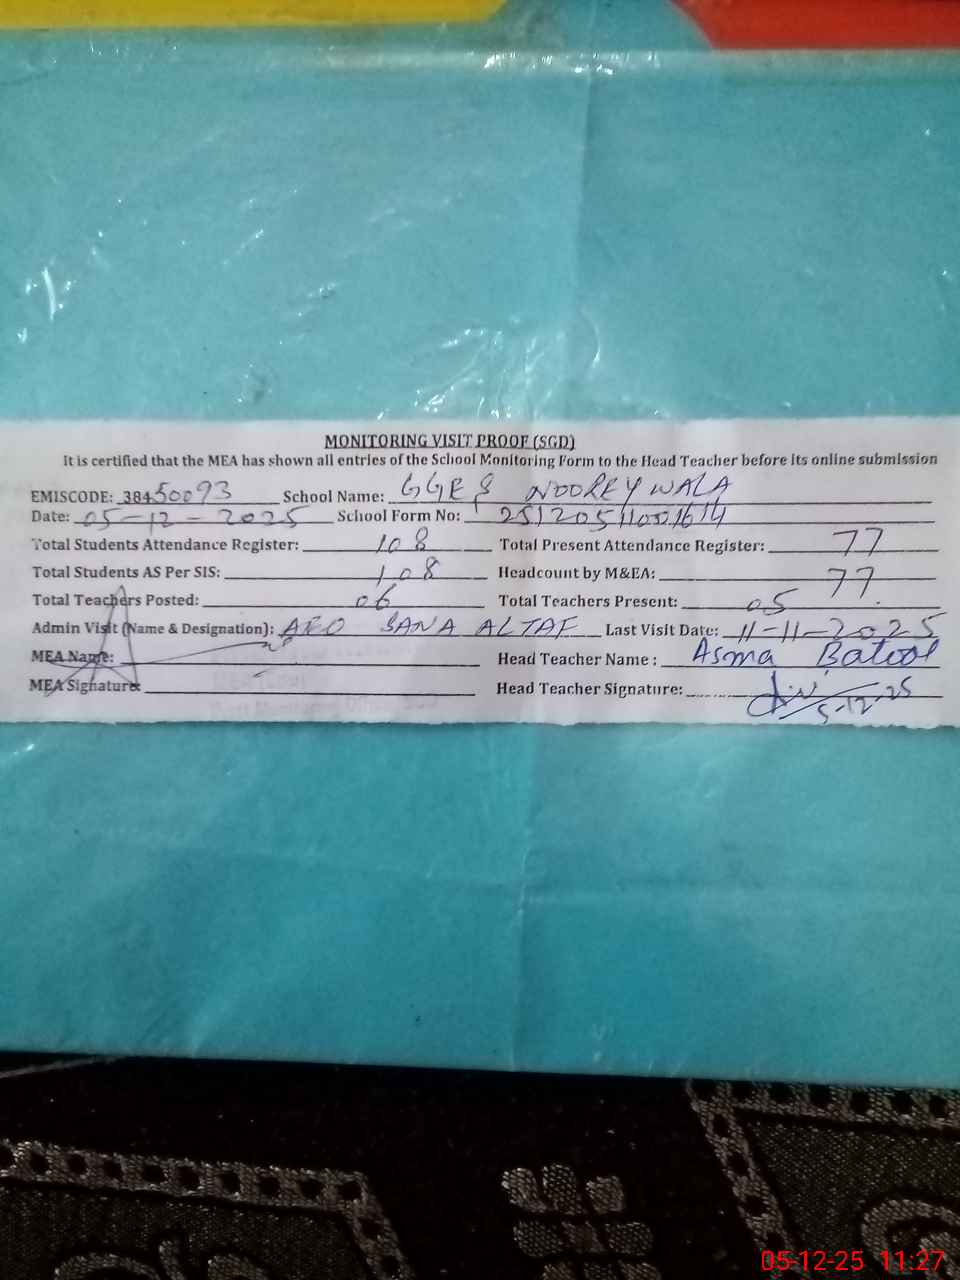 MONITORING VISIT PROOF (SGD)
It is certified that the MEA has shown all entries of the School Monitoring Form to the Head Teacher before its online submission
EMISCODE: 38450093 School Name: GGES NOOREY WALA
Date: 05-12-2025 School Form No:
Total Students Attendance Register: 108 Total Present Attendance Register: 77
Total Students AS Per SIS: 108 Headcount by M&EA: 77
Total Teachers Posted: 06 Total Teachers Present: 05
Admin Visit (Name & Designation): AEO SANA ALTAF Last Visit Date: 11-11-2025
MEA Name: Head Teacher Name : Asma Batool
MEA Signature Head Teacher Signature: 5-12-25
05-12-25 11:27